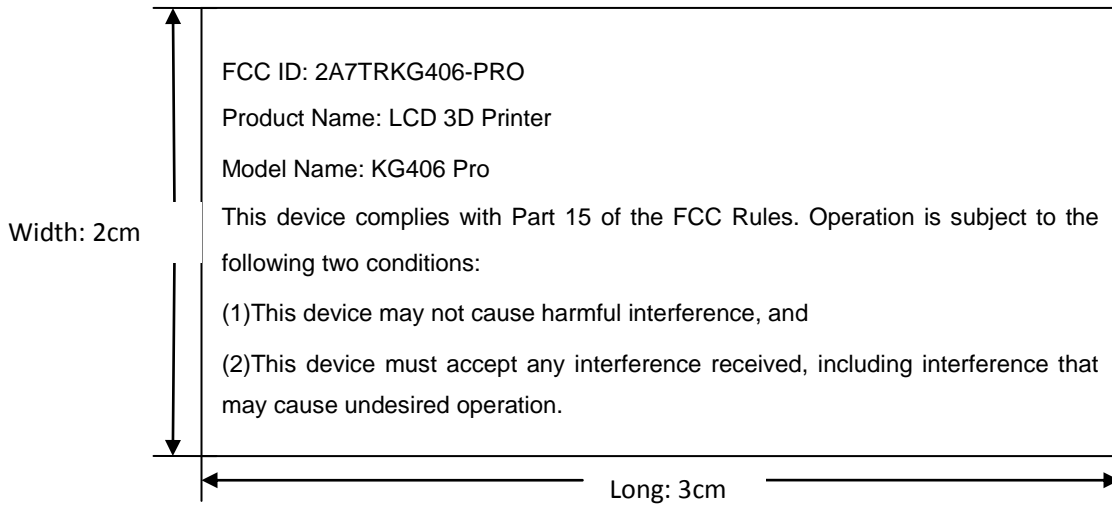 FCC ID: 2A7TRKG406-PRO
Product Name: LCD 3D Printer
Model Name: KG406 Pro
This device complies with Part 15 of the FCC Rules. Operation is subject to the
Width: 2cm
following two conditions:
(1)This device may not cause harmful interference, and
(2)This device must accept any interference received, including interference that
may cause undesired operation.
Long: 3cm